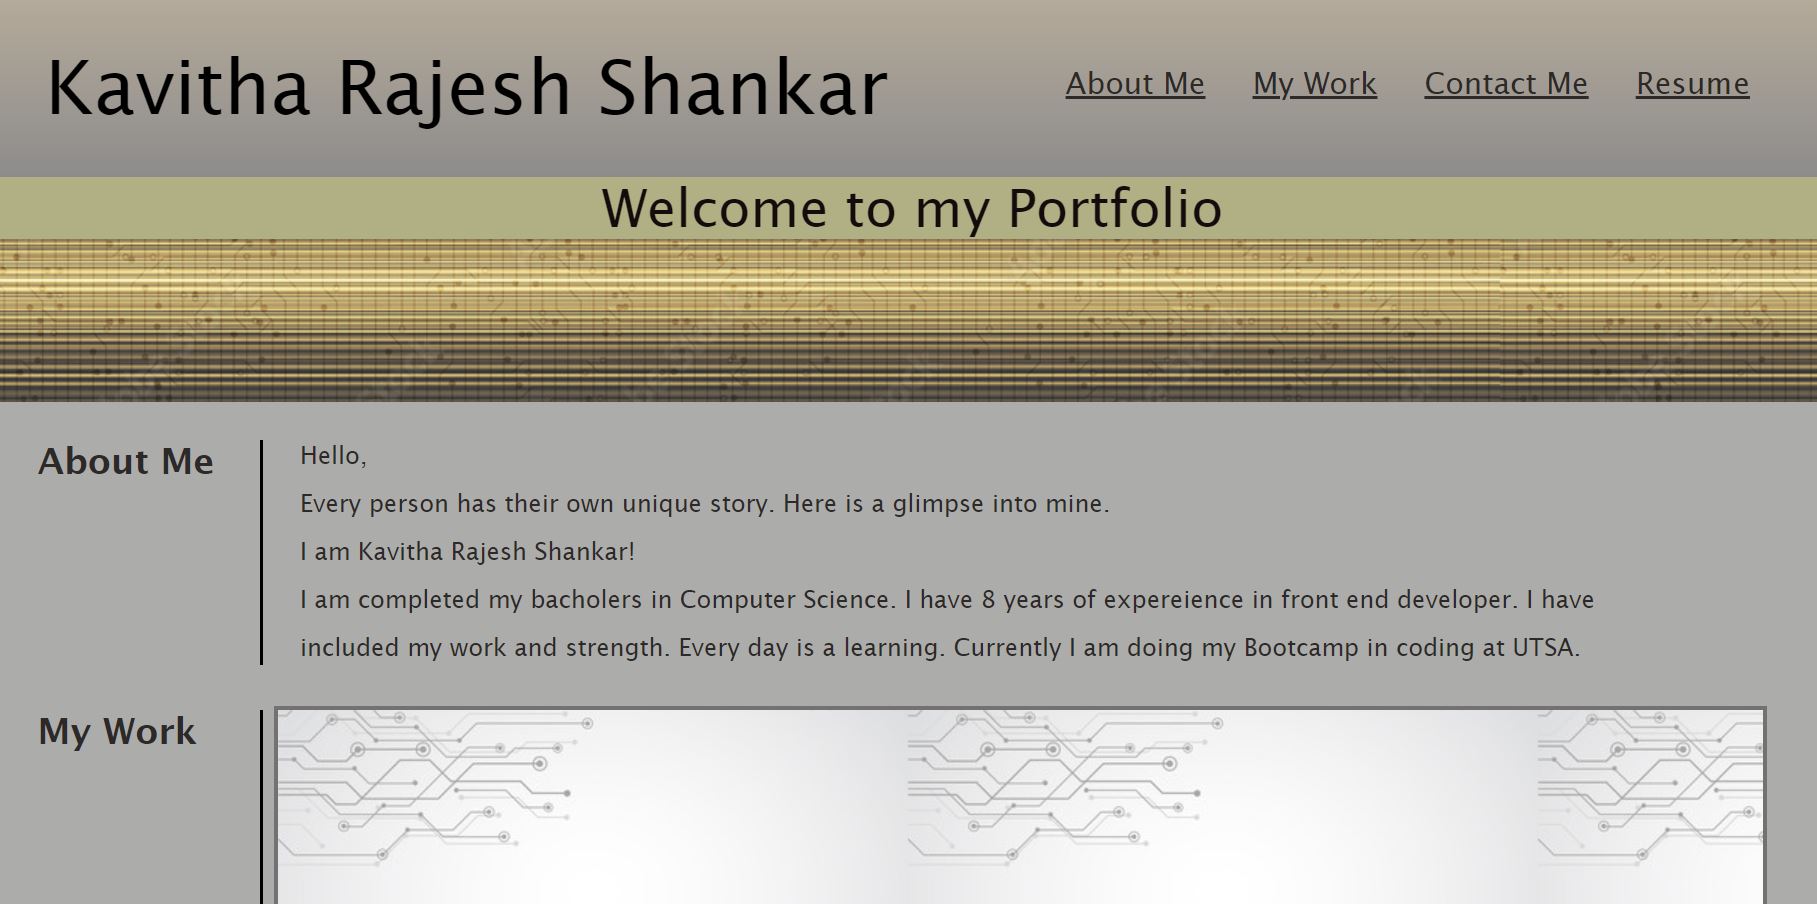 Kavitha Rajesh Shankar
About Me My Work Contact Me Resume
Welcome to my Portfolio
About Me
Hello,
Every person has their own unique story. Here is a glimpse into mine.
I am Kavitha Rajesh Shankar!
I am completed my bacholers in Computer Science. I have 8 years of expereience in front end developer. I have
included my work and strength. Every day is a learning. Currently I am doing my Bootcamp in coding at UTSA.
My Work